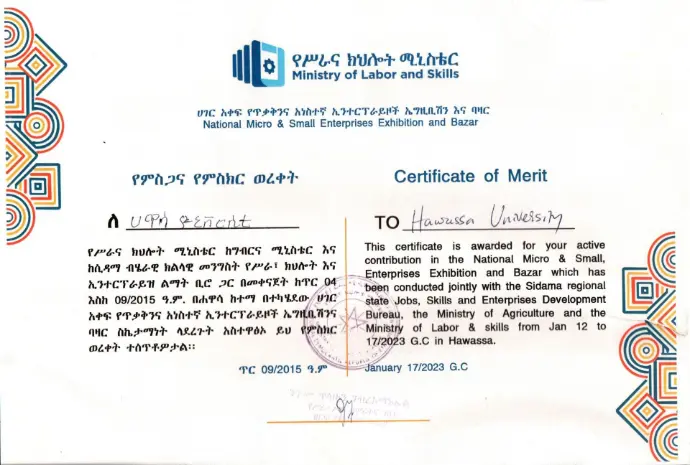 የሥራና ክህሎት ሚኒስቴር
Ministry of Labor and Skills
ሀገር አቀፍ የጥቃቅንና አነስተኛ ኢንተርፕራይዞች ኤግዚቢሽን እና ባዛር
National Micro & Small Enterprises Exhibition and Bazar
የምስጋና የምስክር ወረቀት
ለ ሀዋሳ ዩኒቨርስቲ
የሥራና ክህሎት ሚኒስቴር ከግብርና ሚኒስቴር እና
ከሲዳማ ብሄራዊ ክልላዊ መንግስት የሥራ፣ ክህሎት እና
ኢንተርፕራይዝ ልማት ቢሮ ጋር በመቀናጀት ከጥር 04
እስከ 09/2015 ዓ.ም. በሐዋሳ ከተማ በተካሄደው ሀገር
አቀፍ የጥቃቅንና አነስተኛ ኢንተርፕራይዞች ኤግዚቢሽንና
ባዛር ስኬታማነት ላደረጉት አስተዋፅኦ ይህ የምስክር
ወረቀት ተሰጥቶዎታል፡፡
ጥር 09/2015 ዓ.ም
Certificate of Merit
TO Hawassa University
This certificate is awarded for your active
contribution in the National Micro & Small,
Enterprises Exhibition and Bazar which has
been conducted jointly with the Sidama regional
state Jobs, Skills and Enterprises Development
Bureau, the Ministry of Agriculture and the
Ministry of Labor & skills from Jan 12 to
17/2023 G.C in Hawassa.
January 17/2023 G.C